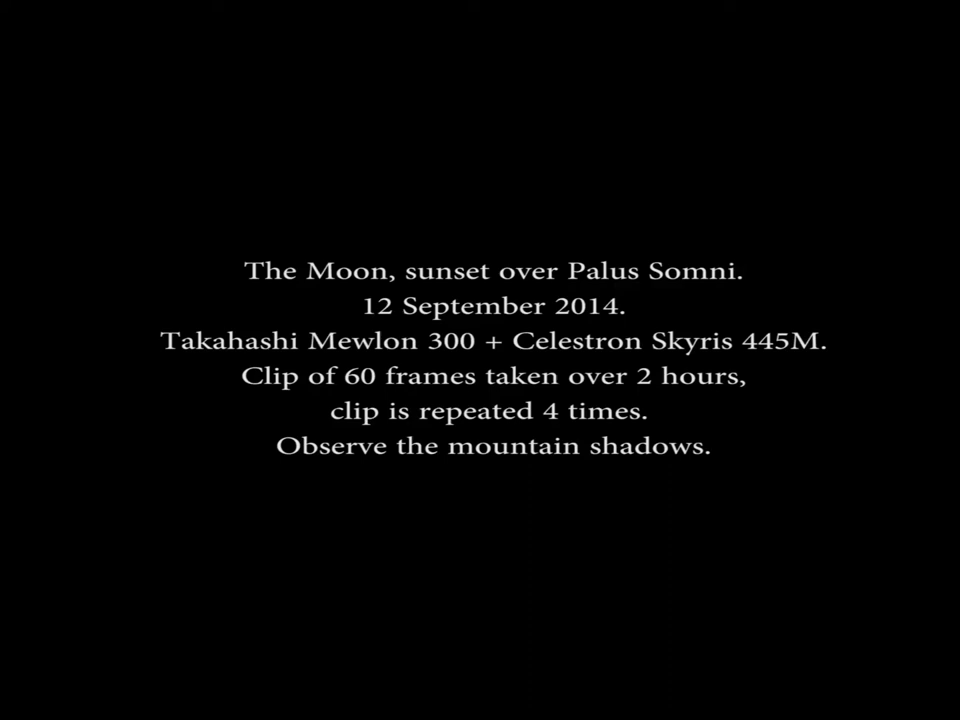 The Moon, sunset over Palus Somni.
12 September 2014.
Takahashi Mewlon 300 + Celestron Skyris 445M.
Clip of 60 frames taken over 2 hours,
clip is repeated 4 times.
Observe the mountain shadows.